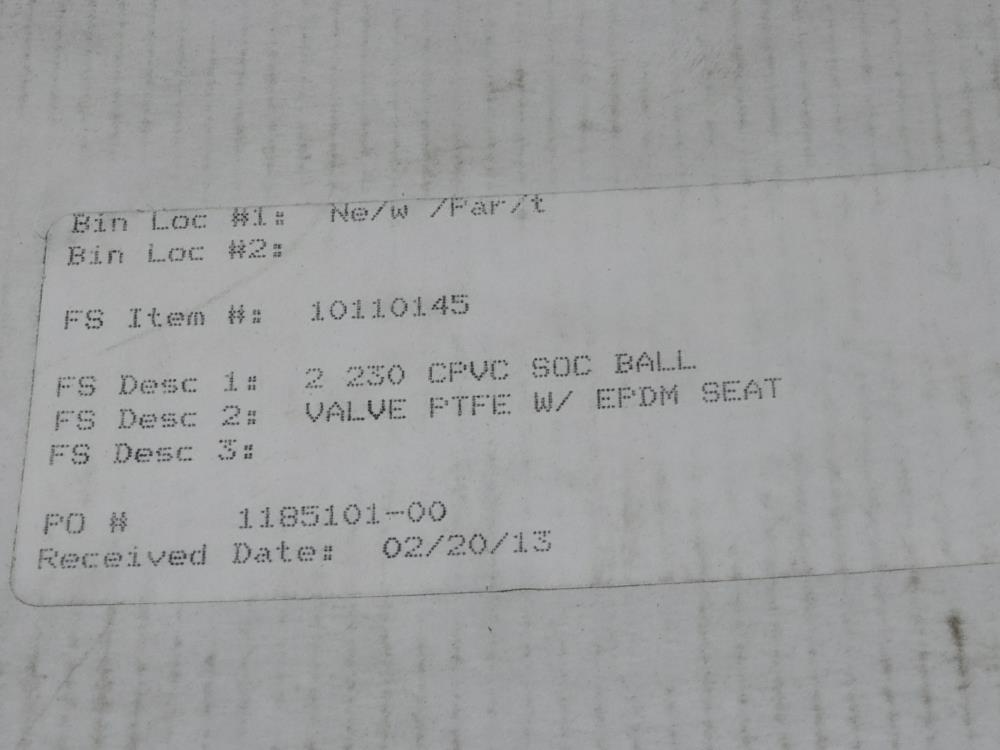 Bin Loc #1: Ne/w /Par/t
Bin Loc #2:
FS Item #: 10110145
FS Desc 1: 2 230 CPVC SOC BALL
FS Desc 2: VALVE PTFE W/ EPDM SEAT
FS Desc 3:
PO # 1185101-00
Received Date: 02/20/13